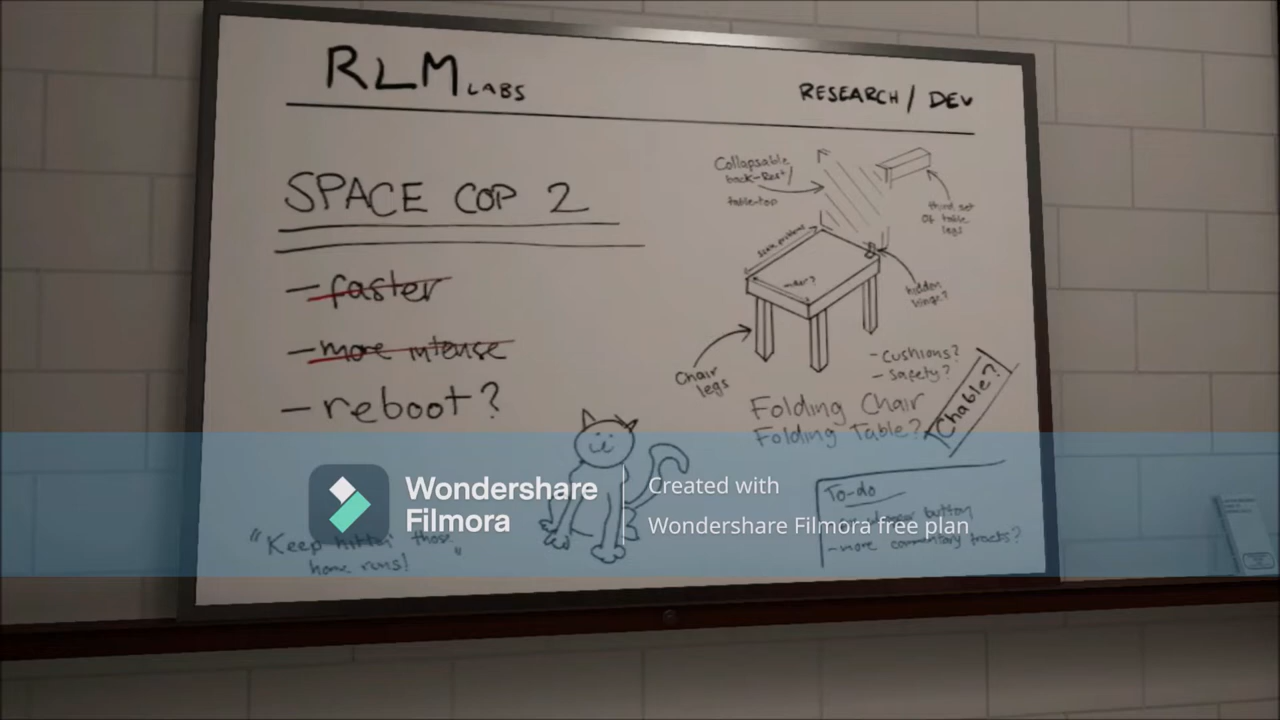 RLM LABS
RESEARCH / DEV
SPACE COP 2
- faster
- more intense
- reboot?
"Keep hittin' those
home runs!"
Collapsable
back-Rest/
table-top
third set
of table
legs
hidden
hinge?
Chair
legs
- cushions?
- safety?
Folding Chair
Folding Table?
Chable?
To-do
button
- more commentary tracks?
Wondershare
Filmora
Created with
Wondershare Filmora free plan